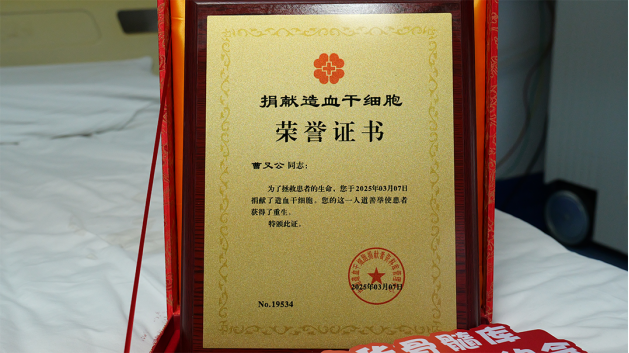 捐献造血干细胞
荣誉证书
曹又公 同志：
为了拯救患者的生命，您于2025年03月07日
捐献了造血干细胞。您的这一人道善举使患者
获得了重生。
特颁此证。
2025年03月07日
No.19534
骨髓库